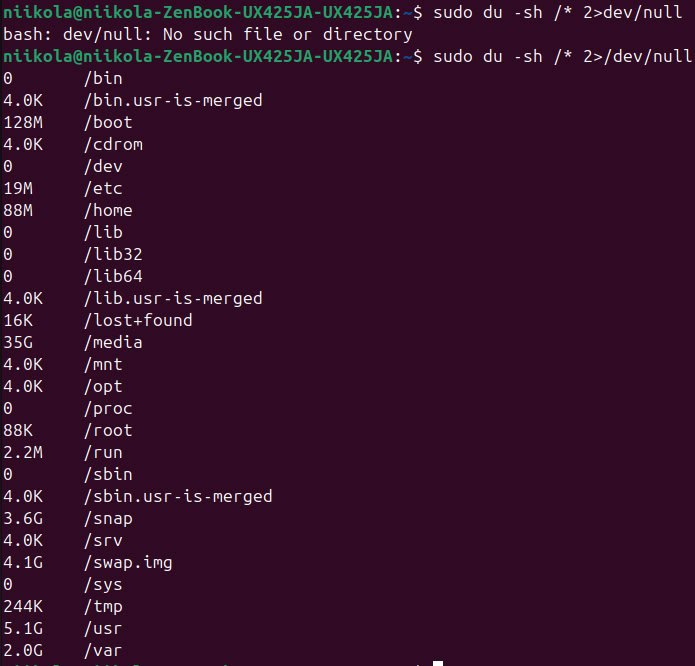 niikola@niikola-ZenBook-UX425JA-UX425JA:~$ sudo du -sh /* 2>dev/null
bash: dev/null: No such file or directory
niikola@niikola-ZenBook-UX425JA-UX425JA:~$ sudo du -sh /* 2>/dev/null
0 /bin
4.0K /bin.usr-is-merged
128M /boot
4.0K /cdrom
0 /dev
19M /etc
88M /home
0 /lib
0 /lib32
0 /lib64
4.0K /lib.usr-is-merged
16K /lost+found
35G /media
4.0K /mnt
4.0K /opt
0 /proc
88K /root
2.2M /run
0 /sbin
4.0K /sbin.usr-is-merged
3.6G /snap
4.0K /srv
4.1G /swap.img
0 /sys
244K /tmp
5.1G /usr
2.0G /var